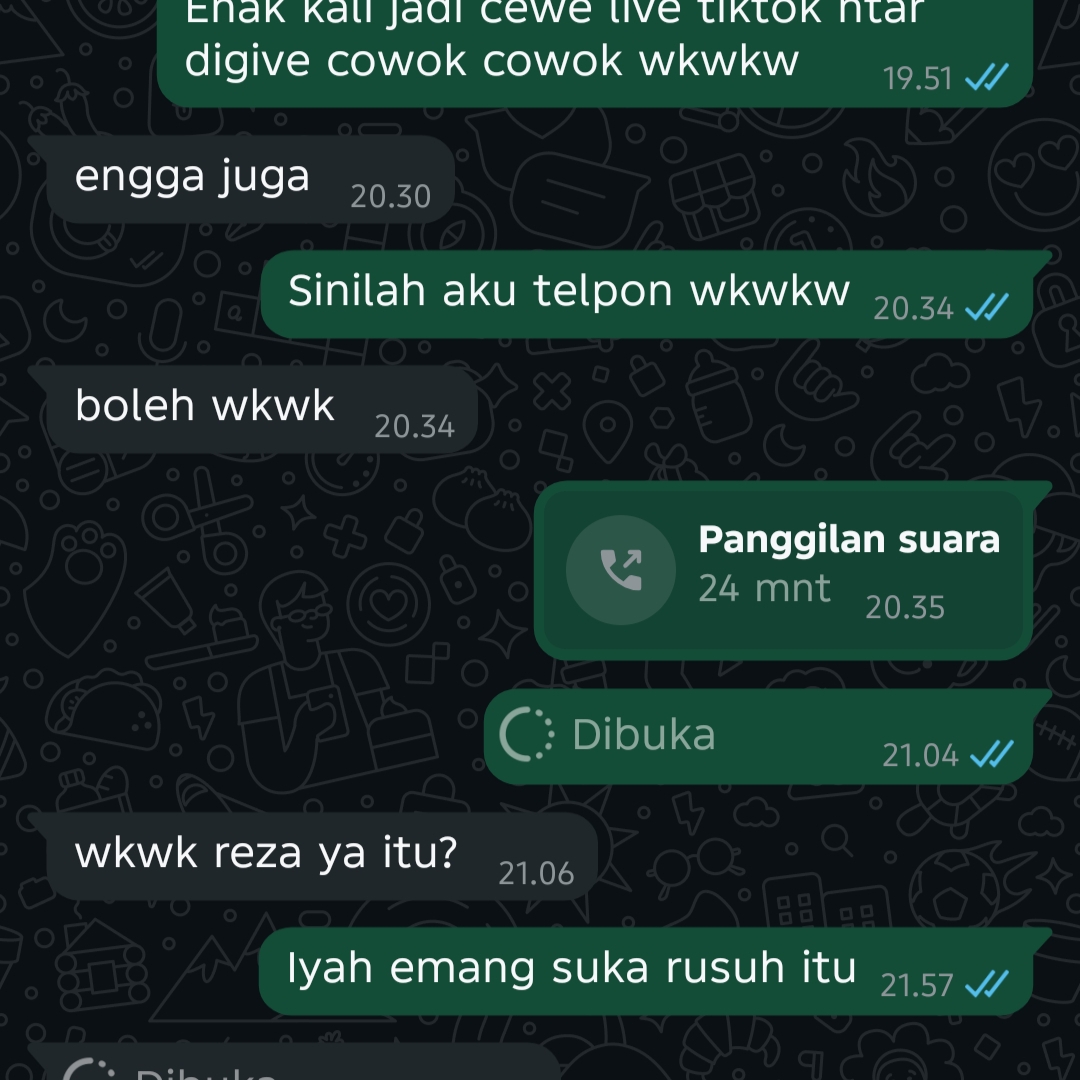 Enak kali jadi cewe live tiktok ntar
digive cowok cowok wkwkw
19.51
engga juga
20.30
Sinilah aku telpon wkwkw
20.34
boleh wkwk
20.34
Panggilan suara
24 mnt
20.35
Dibuka
21.04
wkwk reza ya itu?
21.06
Iyah emang suka rusuh itu
21.57
Dibuka